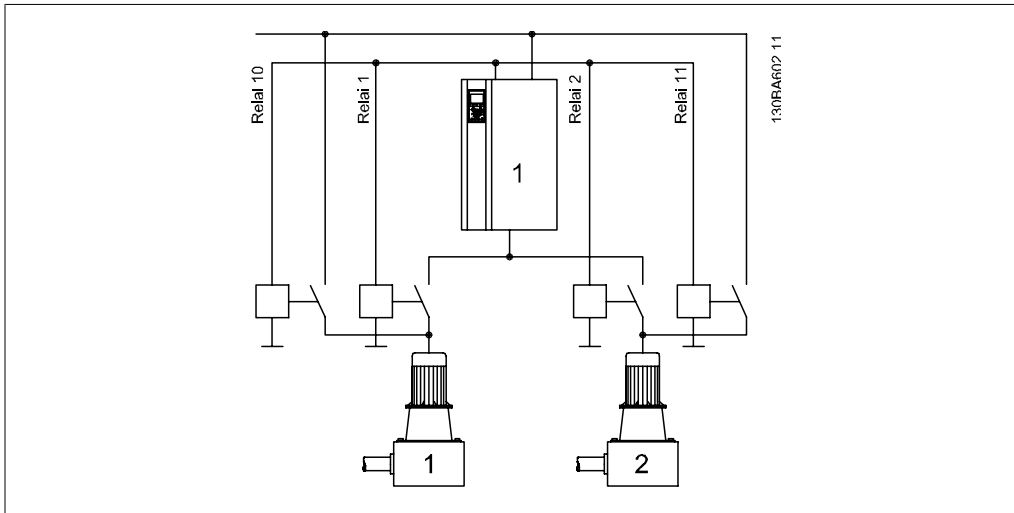 Relai 10
Relai 1
Relai 2
Relai 11
130BA602.11
1
1
2